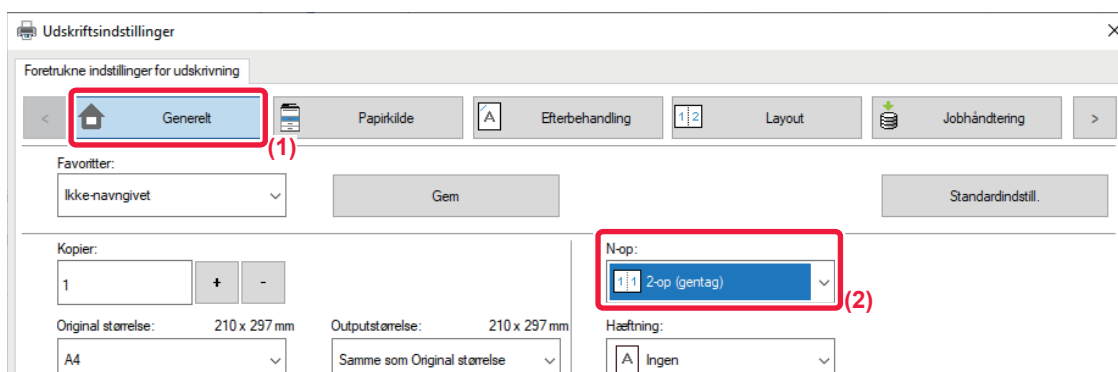 Udskriftsindstillinger
Foretrukne indstillinger for udskrivning
< Generelt Papirkilde A Efterbehandling 1 2 Layout Jobhåndtering >
(1)
Favoritter:
Ikke-navngivet Gem Standardindstill.
Kopier: N-op:
1 + - 1 1 2-op (gentag)
(2)
Original størrelse: 210 x 297 mm Outputstørrelse: 210 x 297 mm Hæftning:
A4 Samme som Original størrelse A Ingen